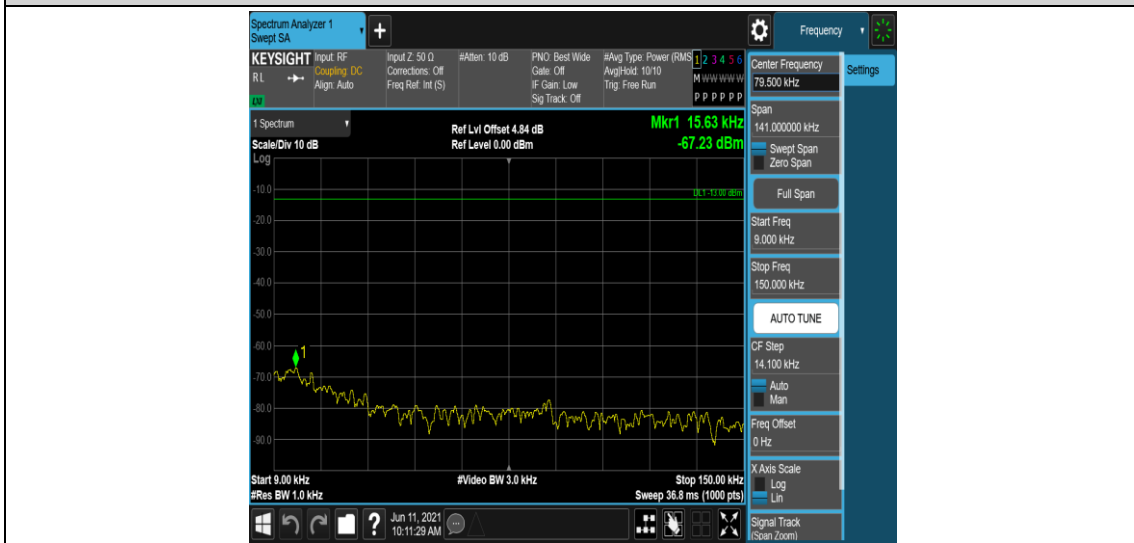 Spectrum Analyzer 1
Swept SA
+
Frequency
KEYSIGHT Input: RF Input Z: 50 Ω #Atten: 10 dB PNO: Best Wide #Avg Type: Power (RMS 1 2 3 4 5 6
R L Coupling: DC Corrections: Off Gate: Off Avg|Hold: 10/10 M W W W W W
Align: Auto Freq Ref: Int (S) IF Gain: Low Trig: Free Run
Sig Track: Off P P P P P P
1 Spectrum
Ref Lvl Offset 4.84 dB
Mkr1 15.63 kHz
Scale/Div 10 dB
Ref Level 0.00 dBm
-67.23 dBm
Log
-10.0
DL1 -13.00 dBm
-20.0
-30.0
-40.0
-50.0
-60.0
1
-70.0
-80.0
-90.0
Start 9.00 kHz
#Video BW 3.0 kHz
Stop 150.00 kHz
#Res BW 1.0 kHz
Sweep 36.8 ms (1000 pts)
?
Jun 11, 2021
10:11:29 AM
Center Frequency
79.500 kHz
Settings
Span
141.000000 kHz
Swept Span
Zero Span
Full Span
Start Freq
9.000 kHz
Stop Freq
150.000 kHz
AUTO TUNE
CF Step
14.100 kHz
Auto
Man
Freq Offset
0 Hz
X Axis Scale
Log
Lin
Signal Track
(Span Zoom)